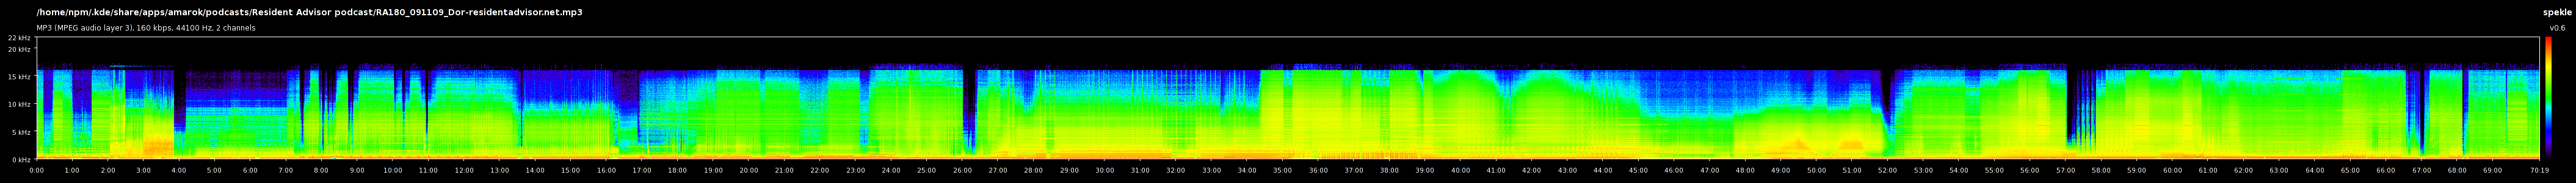 /home/npm/.kde/share/apps/amarok/podcasts/Resident Advisor podcast/RA180_091109_Dor-residentadvisor.net.mp3
spekle
MP3 (MPEG audio layer 3), 160 kbps, 44100 Hz, 2 channels
v0.6
22 kHz
20 kHz
15 kHz
10 kHz
5 kHz
0 kHz
0:00 1:00 2:00 3:00 4:00 5:00 6:00 7:00 8:00 9:00 10:00 11:00 12:00 13:00 14:00 15:00 16:00 17:00 18:00 19:00 20:00 21:00 22:00 23:00 24:00 25:00 26:00 27:00 28:00 29:00 30:00 31:00 32:00 33:00 34:00 35:00 36:00 37:00 38:00 39:00 40:00 41:00 42:00 43:00 44:00 45:00 46:00 47:00 48:00 49:00 50:00 51:00 52:00 53:00 54:00 55:00 56:00 57:00 58:00 59:00 60:00 61:00 62:00 63:00 64:00 65:00 66:00 67:00 68:00 69:00 70:19